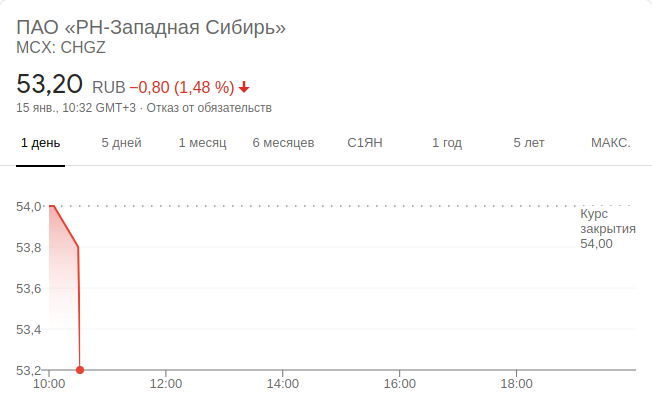 ПАО «РН-Западная Сибирь»
MCX: CHGZ
53,20 RUB −0,80 (1,48 %)
15 янв., 10:32 GMT+3 · Отказ от обязательств
1 день 5 дней 1 месяц 6 месяцев С1ЯН 1 год 5 лет МАКС.
54,0
Курс
закрытия
54,00
53,8
53,6
53,4
53,2
10:00 12:00 14:00 16:00 18:00